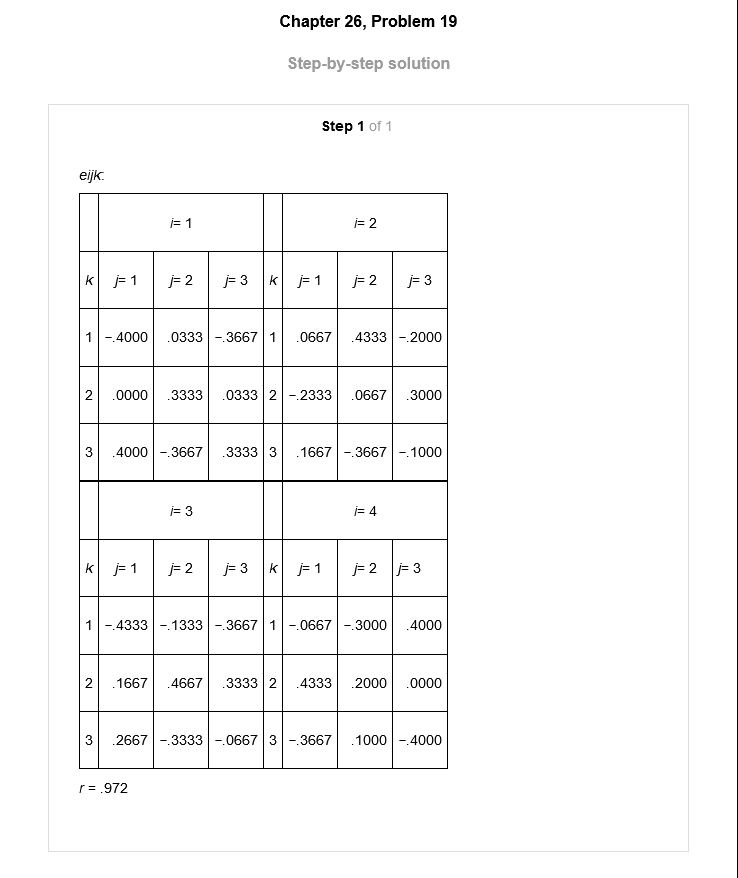 Chapter 26, Problem 19
Step-by-step solution
Step 1 of 1
eijk:
i= 1 i= 2
k j= 1 j= 2 j= 3 k j= 1 j= 2 j= 3
1 −.4000 .0333 −.3667 1 .0667 .4333 −.2000
2 .0000 .3333 .0333 2 −.2333 .0667 .3000
3 .4000 −.3667 .3333 3 .1667 −.3667 −.1000
i= 3 i= 4
k j= 1 j= 2 j= 3 k j= 1 j= 2 j= 3
1 −.4333 −.1333 −.3667 1 −.0667 −.3000 .4000
2 .1667 .4667 .3333 2 .4333 .2000 .0000
3 .2667 −.3333 −.0667 3 −.3667 .1000 −.4000
r = .972